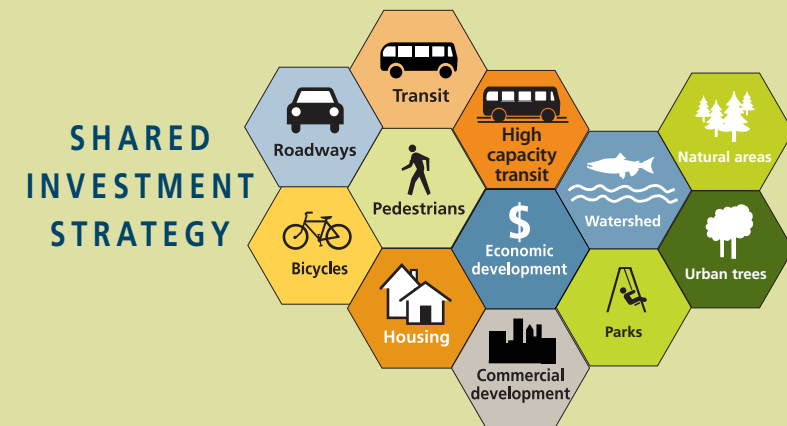 SHARED
INVESTMENT
STRATEGY
Transit
Roadways
High
capacity
transit
Natural areas
Pedestrians
Watershed
$
Economic
development
Bicycles
Urban trees
Housing
Parks
Commercial
development